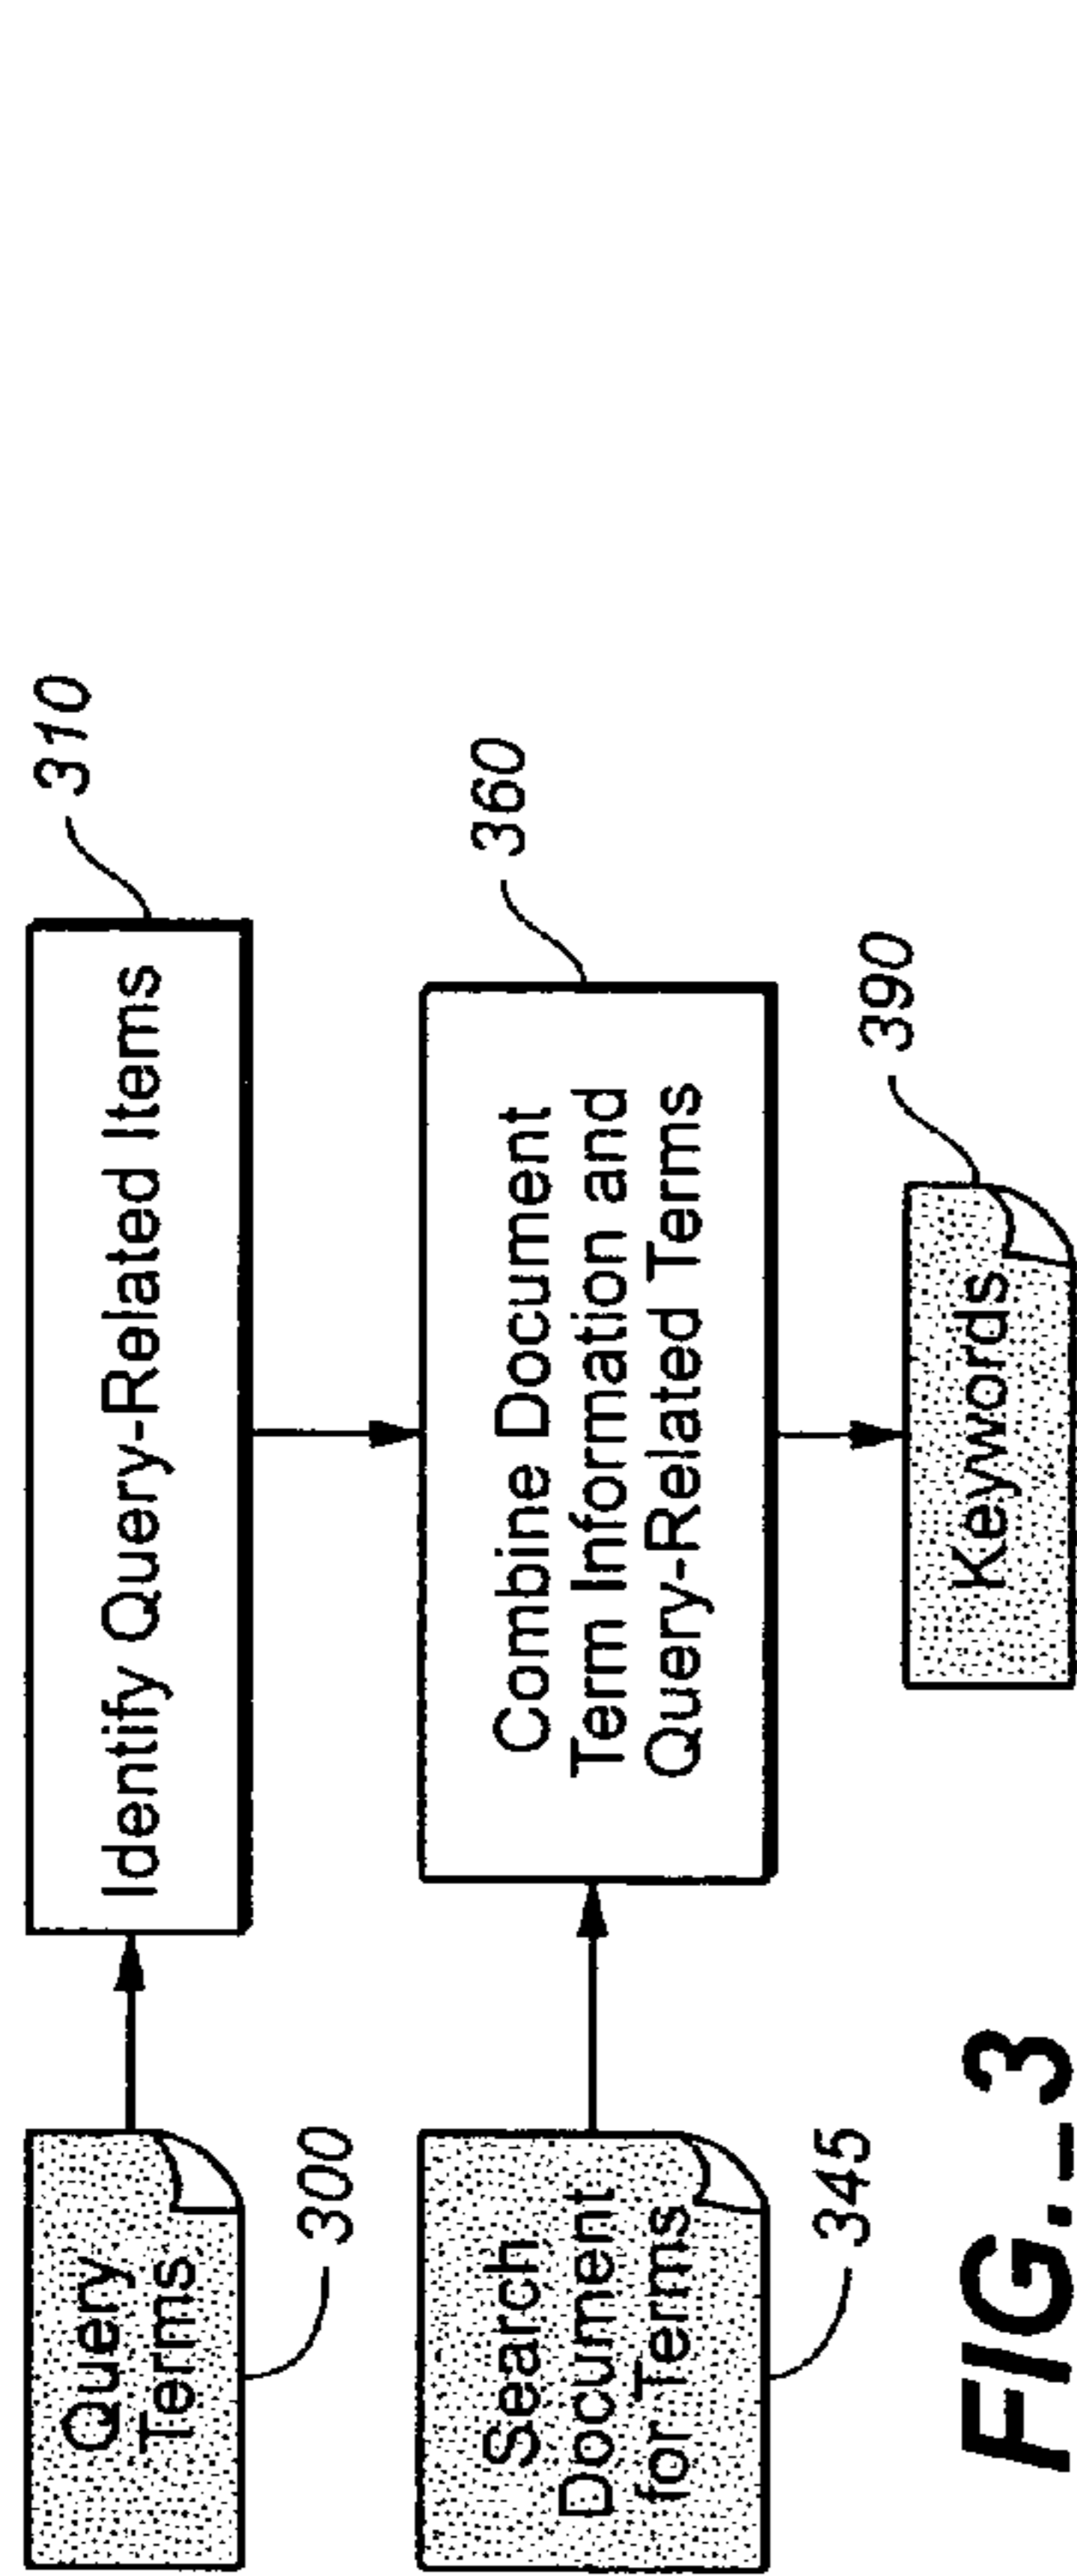 Query
Terms
300
Identify Query-Related Items
310
Search
Document
for Terms
345
Combine Document
Term Information and
Query-Related Terms
360
Keywords
390
FIG._3